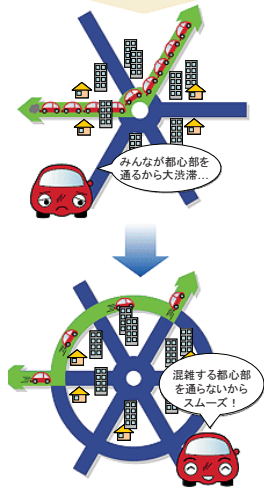 みんなが都心部を
通るから大渋滞…
混雑する都心部
を通らないから
スムーズ！